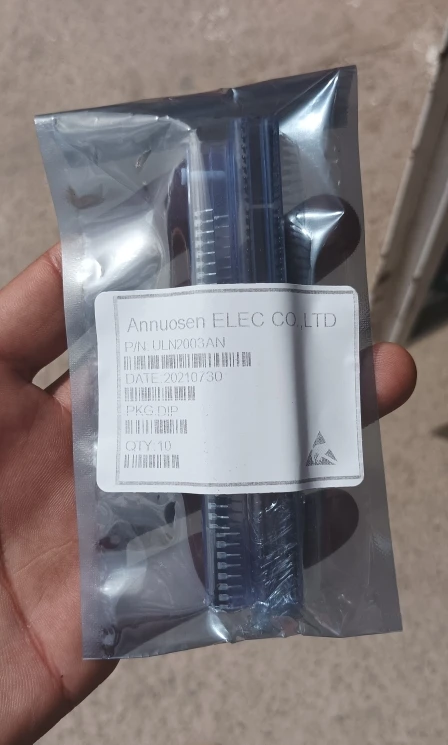 Annuosen ELEC CO.,LTD
P/N:ULN2003AN
DATE:20210730
PKG:DIP
QTY:10